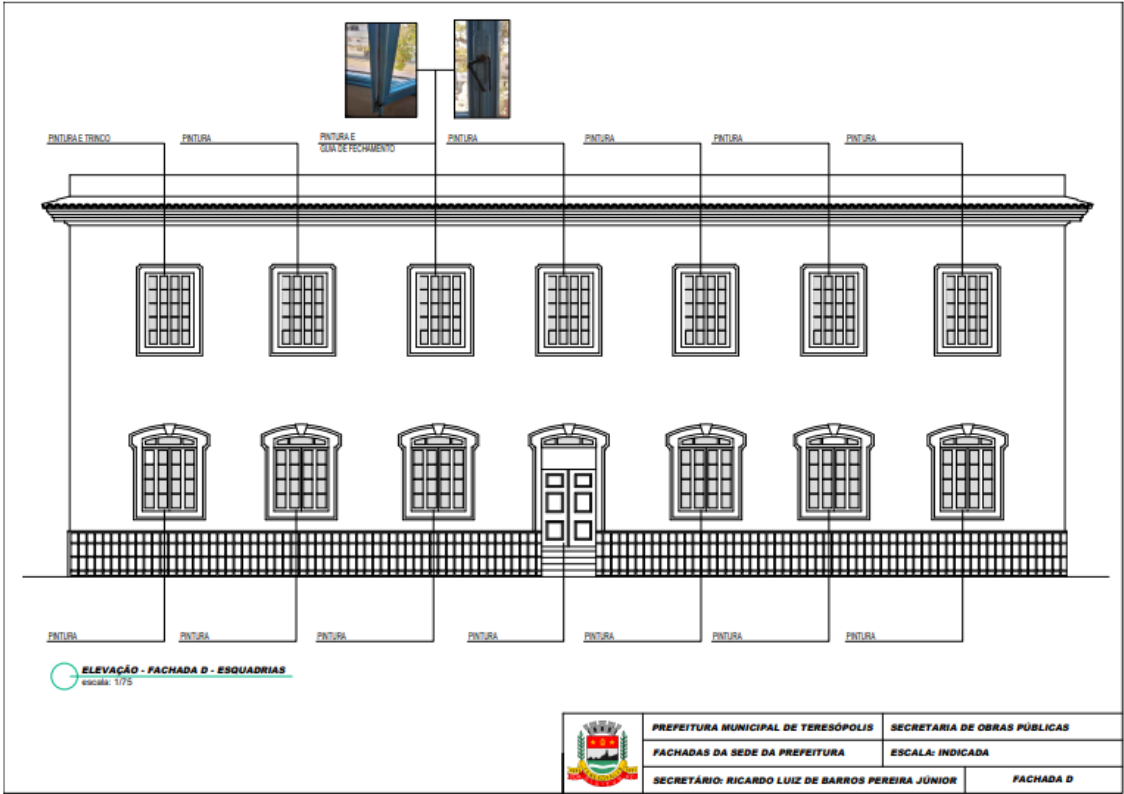 PINTURA E TRINCO
PINTURA
PINTURA E
GUIA DE FECHAMENTO
PINTURA
PINTURA
PINTURA
PINTURA
PINTURA
PINTURA
PINTURA
PINTURA
PINTURA
PINTURA
PINTURA
ELEVAÇÃO - FACHADA D - ESQUADRIAS
escala: 1/75
PREFEITURA MUNICIPAL DE TERESÓPOLIS
SECRETARIA DE OBRAS PÚBLICAS
FACHADAS DA SEDE DA PREFEITURA
ESCALA: INDICADA
SECRETÁRIO: RICARDO LUIZ DE BARROS PEREIRA JÚNIOR
FACHADA D